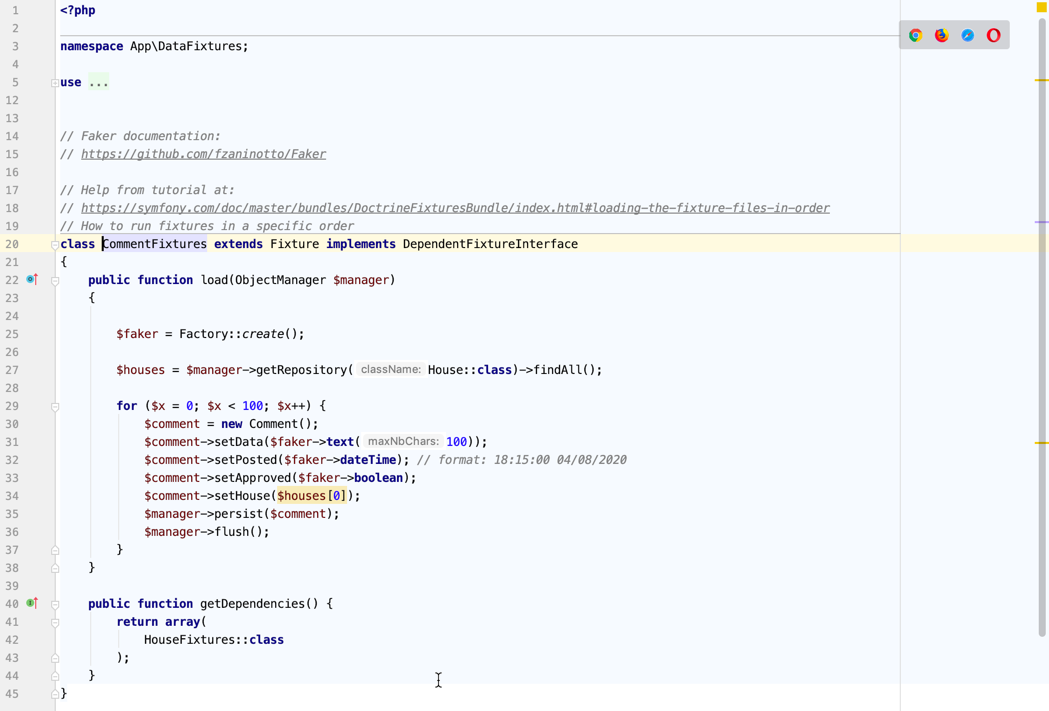 1 <?php
2
3 namespace App\DataFixtures;
4
5 use ...
12
13
14 // Faker documentation:
15 // https://github.com/fzaninotto/Faker
16
17 // Help from tutorial at:
18 // https://symfony.com/doc/master/bundles/DoctrineFixturesBundle/index.html#loading-the-fixture-files-in-order
19 // How to run fixtures in a specific order
20 class CommentFixtures extends Fixture implements DependentFixtureInterface
21 {
22 public function load(ObjectManager $manager)
23 {
24
25 $faker = Factory::create();
26
27 $houses = $manager->getRepository( className: House::class)->findAll();
28
29 for ($x = 0; $x < 100; $x++) {
30 $comment = new Comment();
31 $comment->setData($faker->text( maxNbChars: 100));
32 $comment->setPosted($faker->dateTime); // format: 18:15:00 04/08/2020
33 $comment->setApproved($faker->boolean);
34 $comment->setHouse($houses[0]);
35 $manager->persist($comment);
36 $manager->flush();
37 }
38 }
39
40 public function getDependencies() {
41 return array(
42 HouseFixtures::class
43 );
44 }
45 }